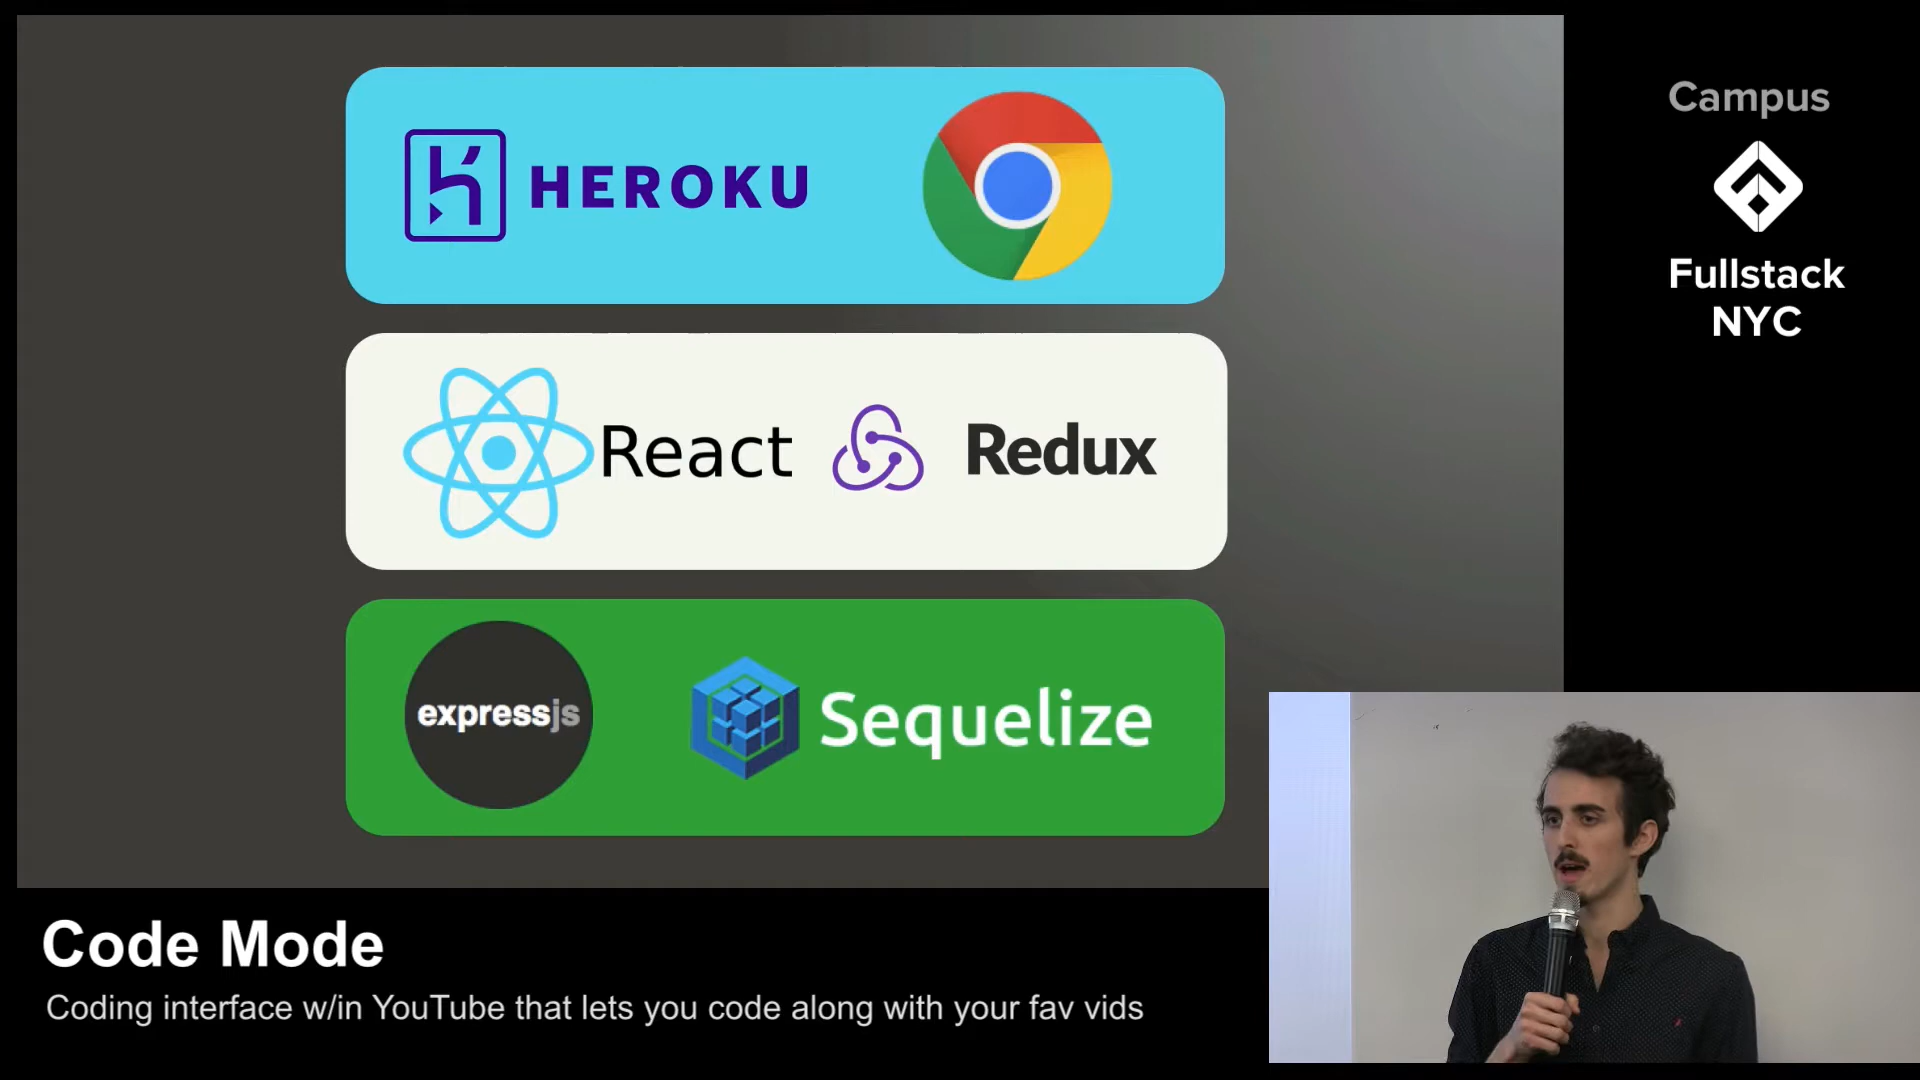 HEROKU
React
Redux
expressjs
Sequelize
Campus
Fullstack
NYC
Code Mode
Coding interface w/in YouTube that lets you code along with your fav vids